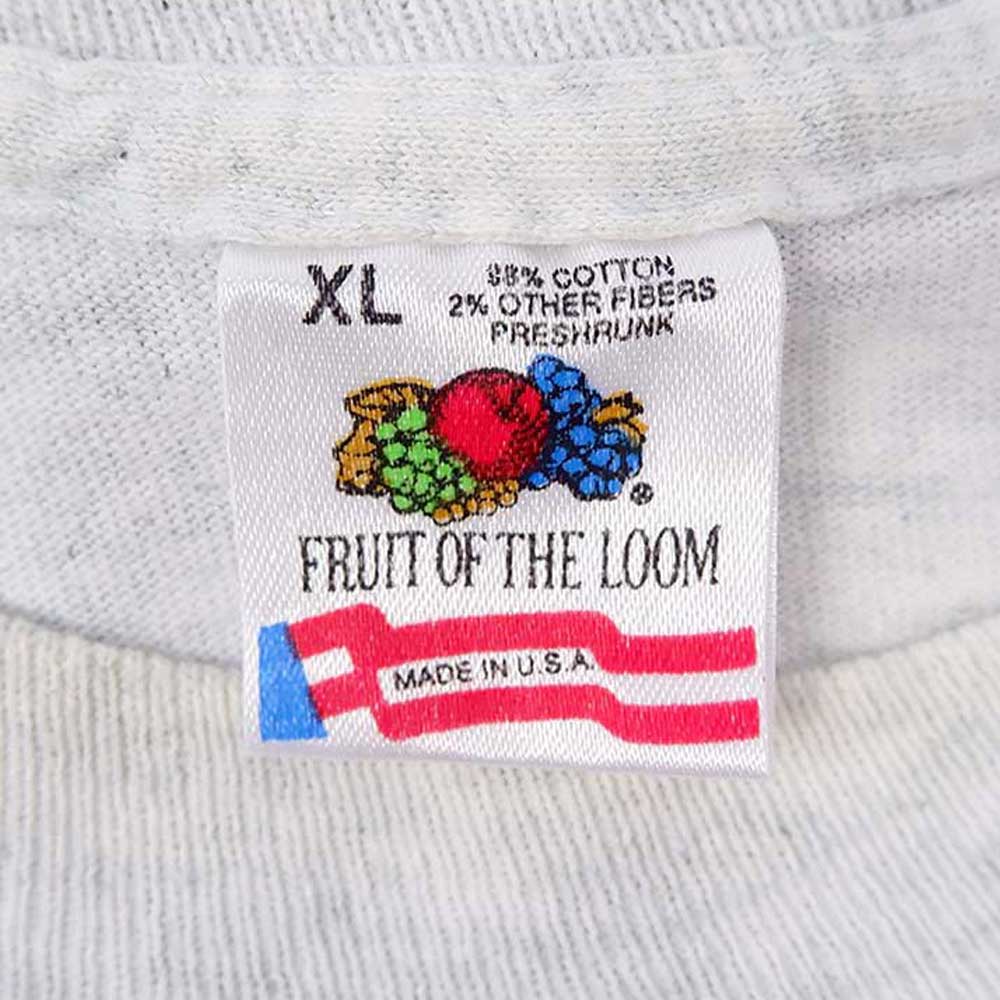 XL
98% COTTON
2% OTHER FIBERS
PRESHRUNK
®
FRUIT OF THE LOOM
MADE IN U.S.A.